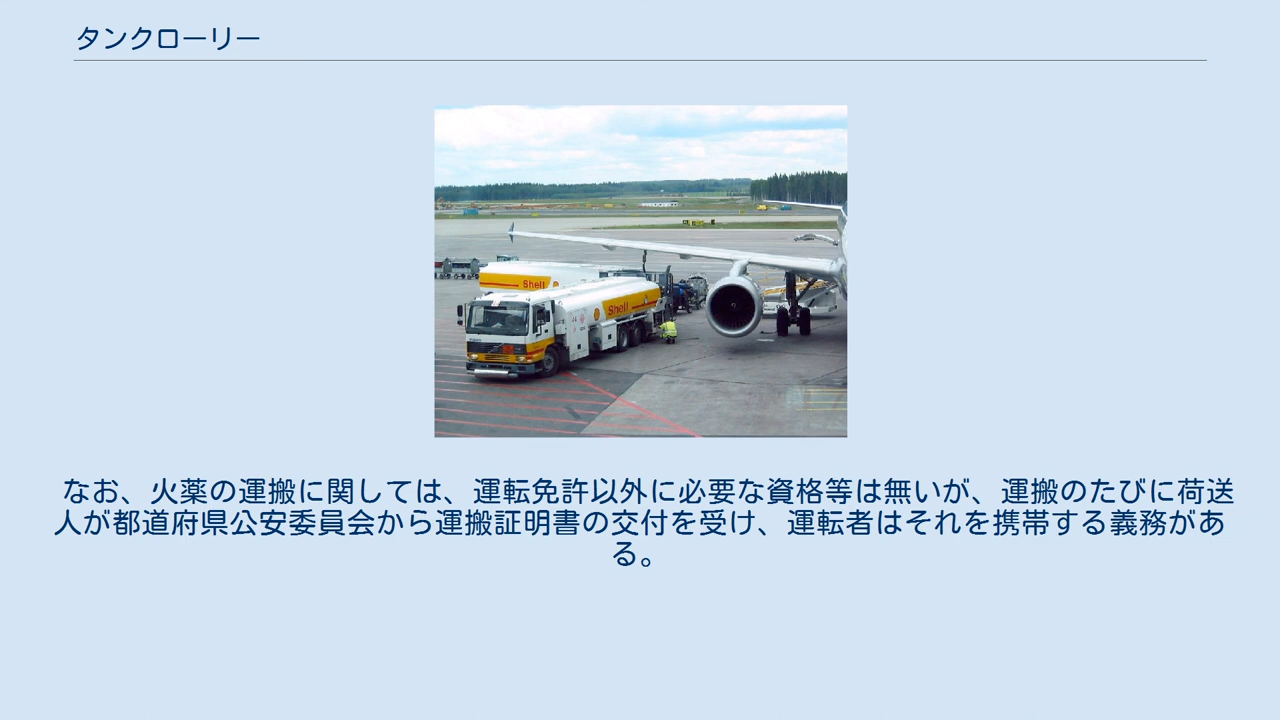 タンクローリー
Shell
Shell
なお、火薬の運搬に関しては、運転免許以外に必要な資格等は無いが、運搬のたびに荷送
人が都道府県公安委員会から運搬証明書の交付を受け、運転者はそれを携帯する義務があ
る。